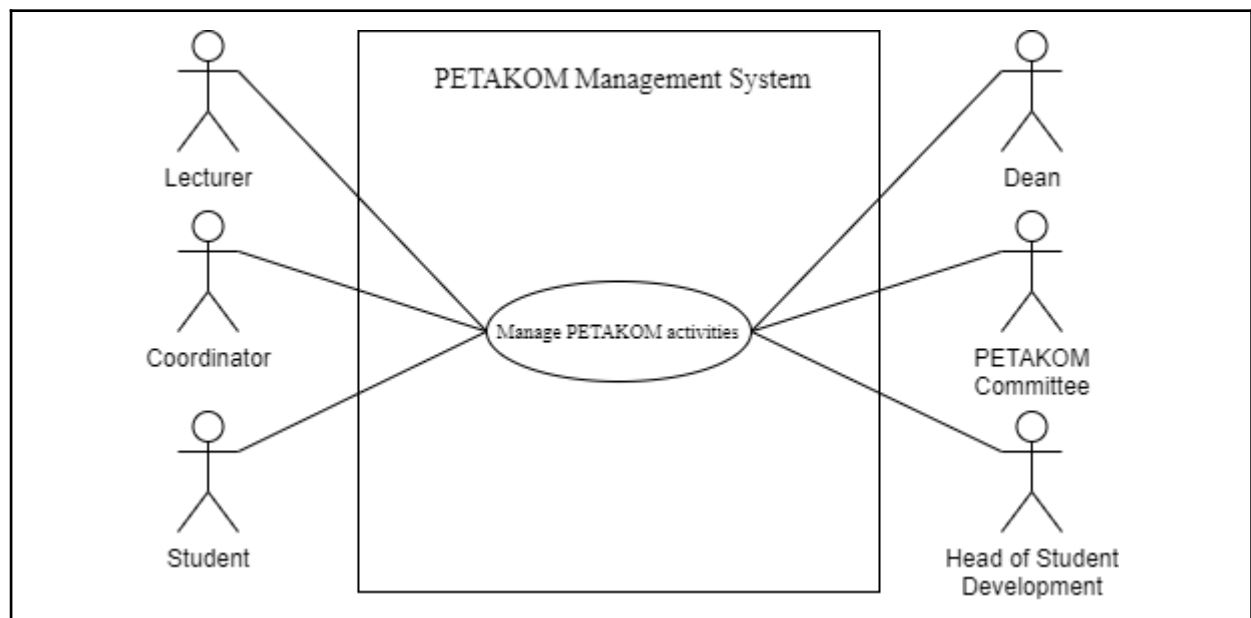 PETAKOM Management System
Lecturer
Dean
Coordinator
Manage PETAKOM activities
PETAKOM
Committee
Student
Head of Student
Development